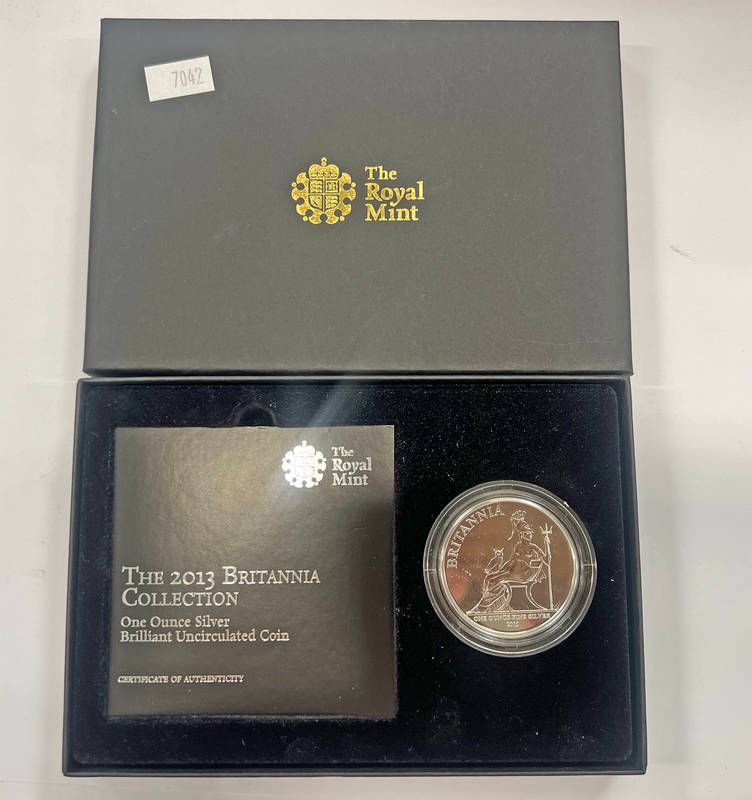 7042
The
Royal
Mint
The
Royal
Mint
THE 2013 BRITANNIA
COLLECTION
One Ounce Silver
Brilliant Uncirculated Coin
CERTIFICATE OF AUTHENTICITY
BRITANNIA
ONE OUNCE FINE SILVER
2013